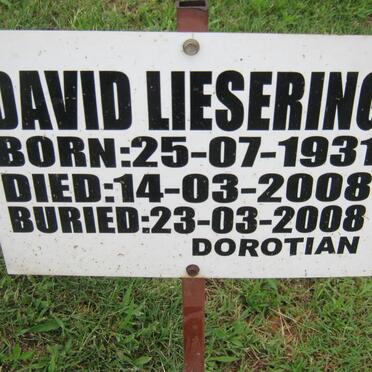 DAVID LIESERING
BORN:25-07-1931
DIED:14-03-2008
BURIED:23-03-2008
DOROTIAN